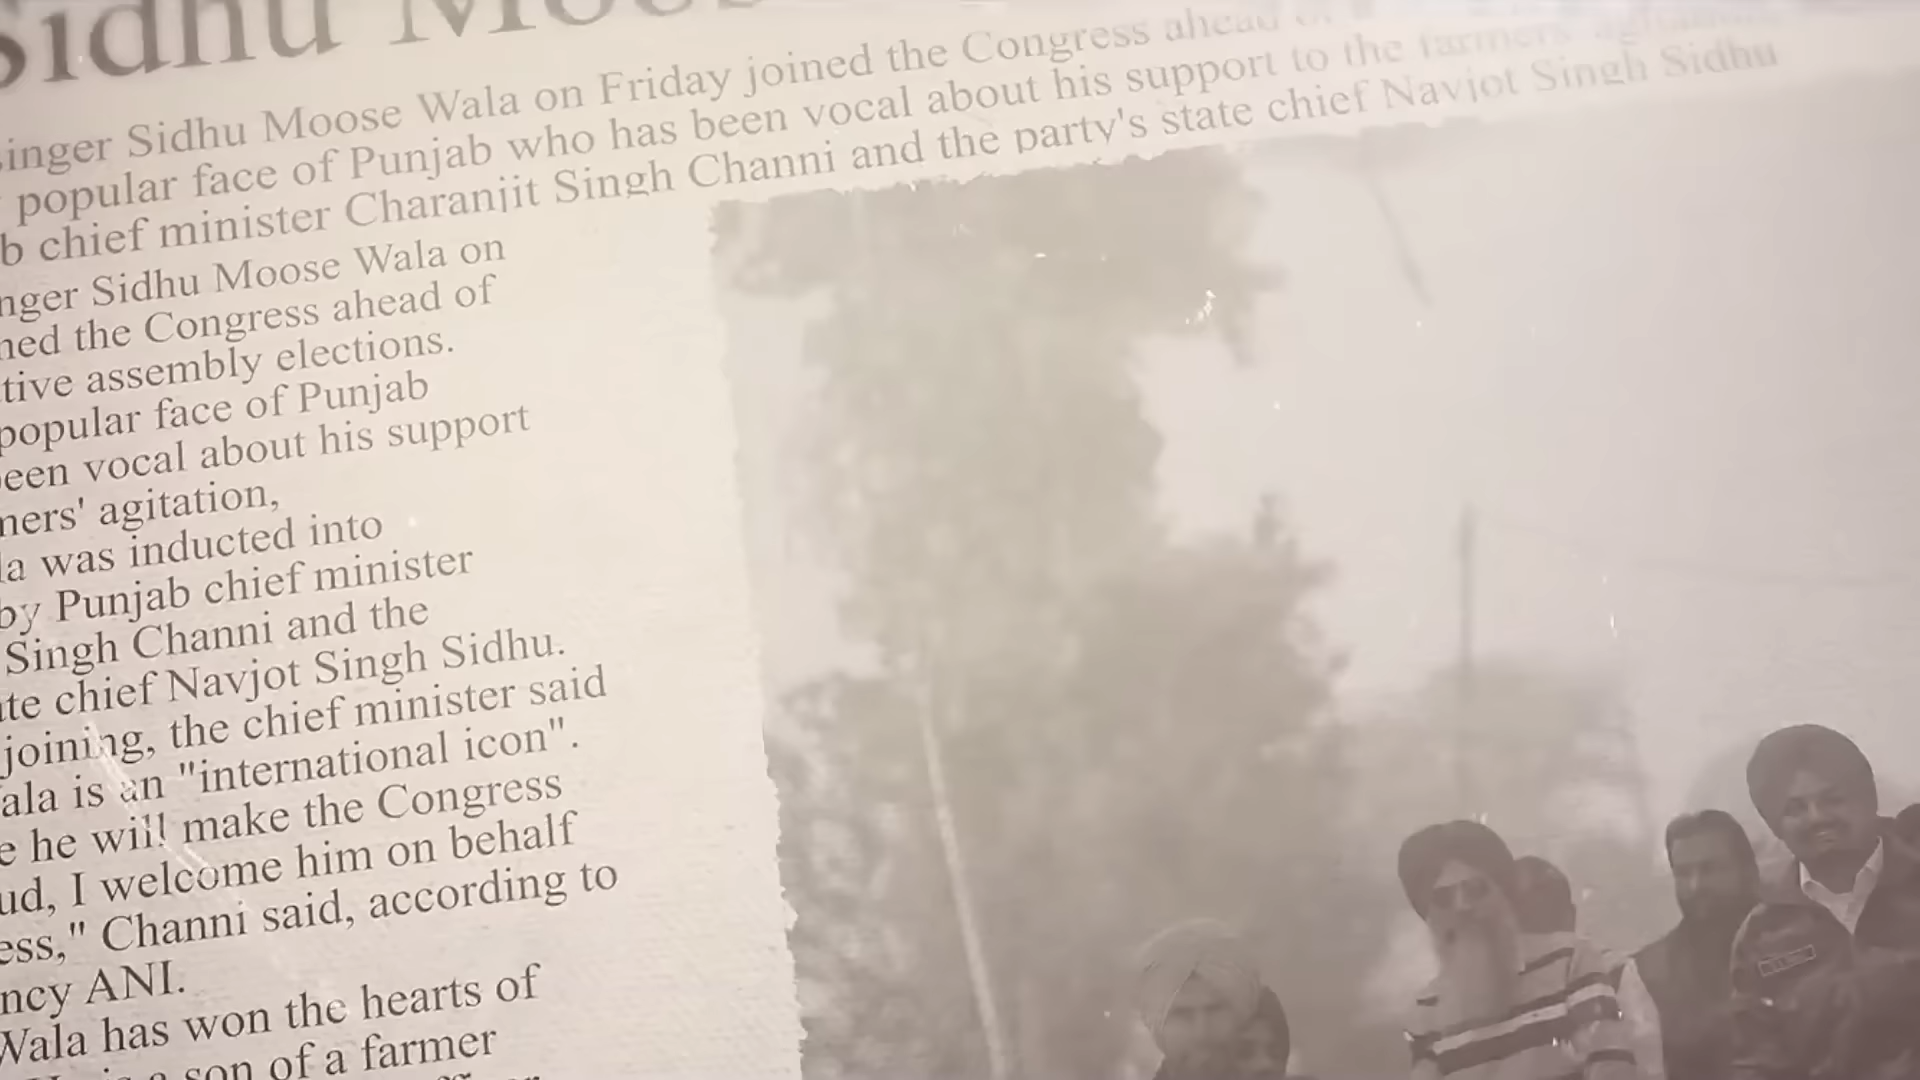 Sidhu
inger Sidhu Moose Wala on Friday joined the Congress ahead
popular face of Punjab who has been vocal about his support to the farmers'
b chief minister Charanjit Singh Channi and the party's state chief Navjot Singh Sidhu
nger Sidhu Moose Wala on
ned the Congress ahead of
tive assembly elections.
popular face of Punjab
een vocal about his support
ners' agitation,
la was inducted into
by Punjab chief minister
Singh Channi and the
te chief Navjot Singh Sidhu.
joining, the chief minister said
ala is an "international icon".
e he will make the Congress
ud, I welcome him on behalf
ess," Channi said, according to
ncy ANI.
Wala has won the hearts of
a son of a farmer